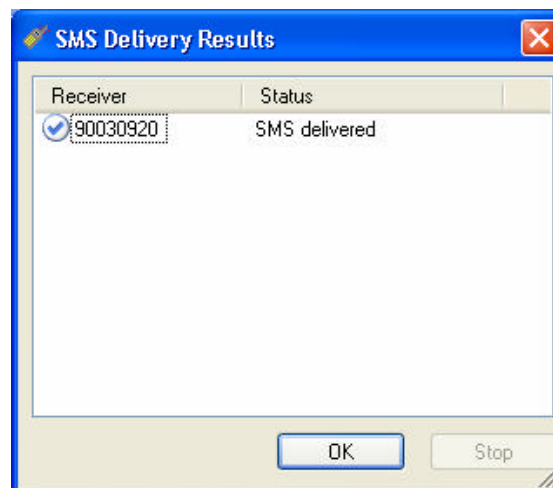 SMS Delivery Results
Receiver Status
90030920 SMS delivered
OK Stop